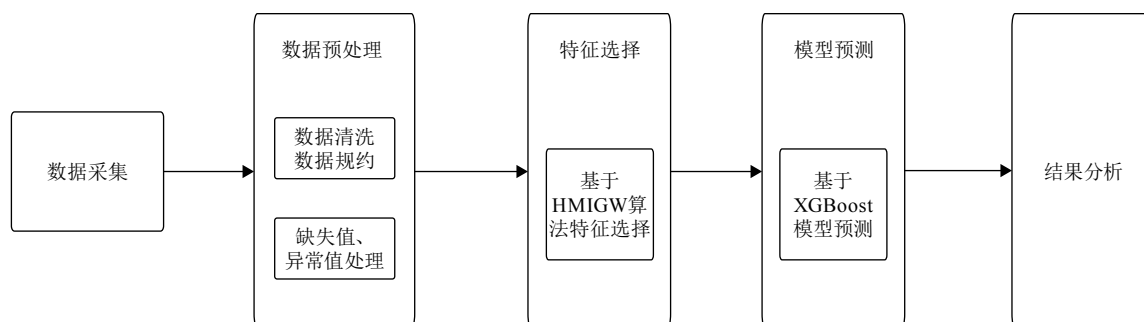 数据采集
数据预处理
数据清洗
数据规约
缺失值、
异常值处理
特征选择
基于
HMIGW算
法特征选择
模型预测
基于
XGBoost
模型预测
结果分析